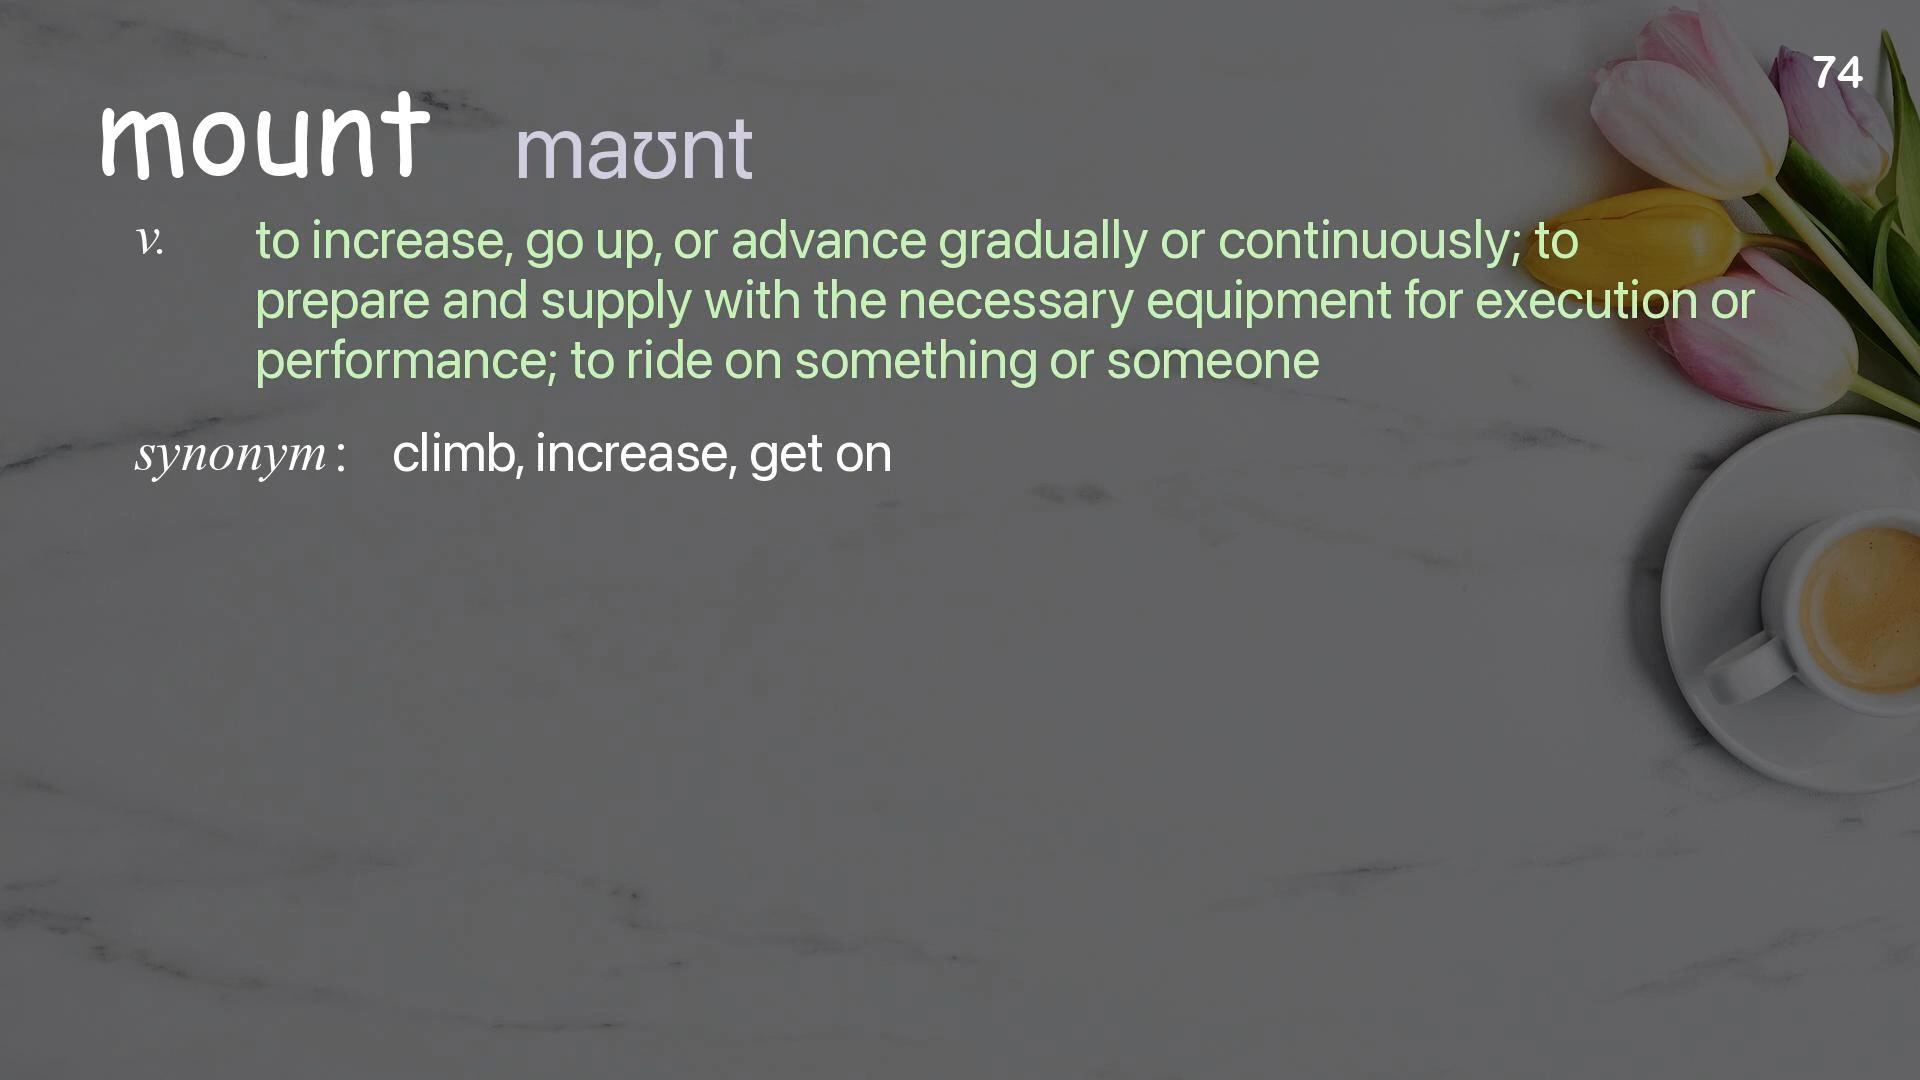 74
mount maʊnt
v. to increase, go up, or advance gradually or continuously; to
prepare and supply with the necessary equipment for execution or
performance; to ride on something or someone
synonym : climb, increase, get on